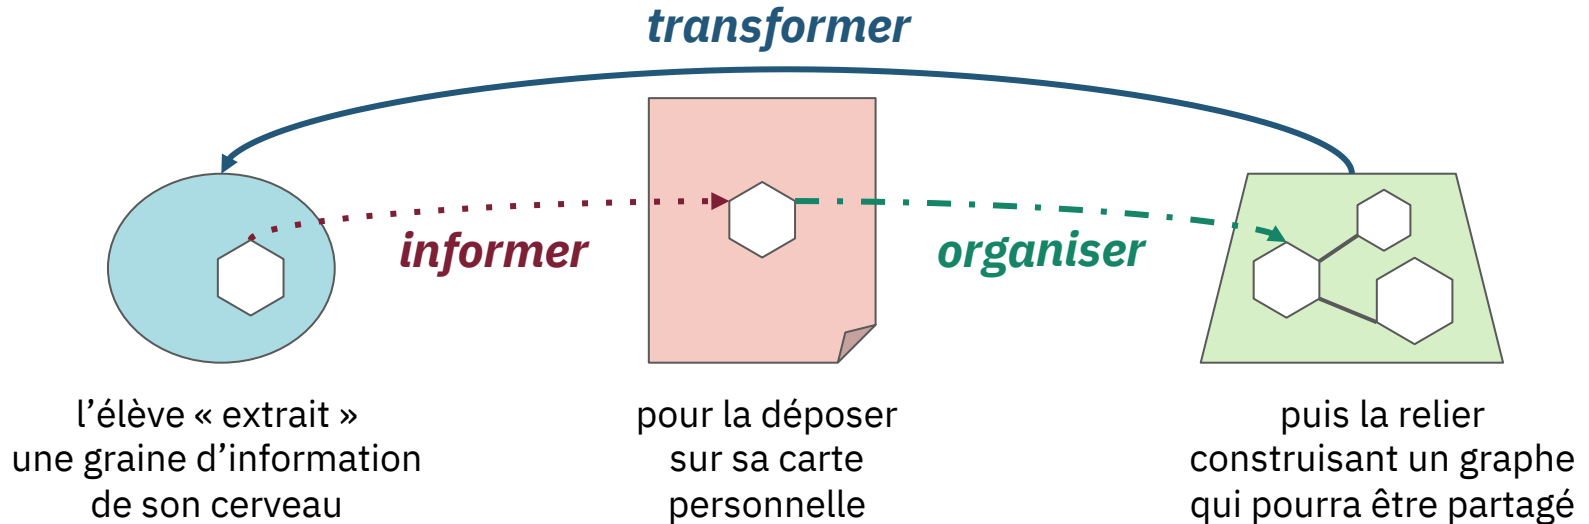 transformer
informer
organiser
l’élève « extrait »
une graine d’information
de son cerveau
pour la déposer
sur sa carte
personnelle
puis la relier
construisant un graphe
qui pourra être partagé